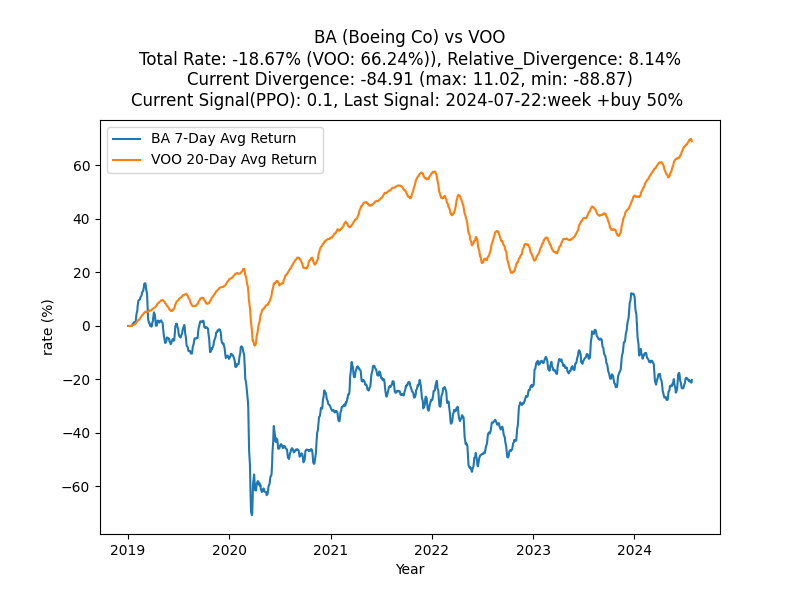 BA (Boeing Co) vs VOO
Total Rate: -18.67% (VOO: 66.24%)), Relative_Divergence: 8.14%
Current Divergence: -84.91 (max: 11.02, min: -88.87)
Current Signal(PPO): 0.1, Last Signal: 2024-07-22:week +buy 50%
BA 7-Day Avg Return
VOO 20-Day Avg Return
60
40
20
0
−20
−40
−60
rate (%)
2019 2020 2021 2022 2023 2024
Year